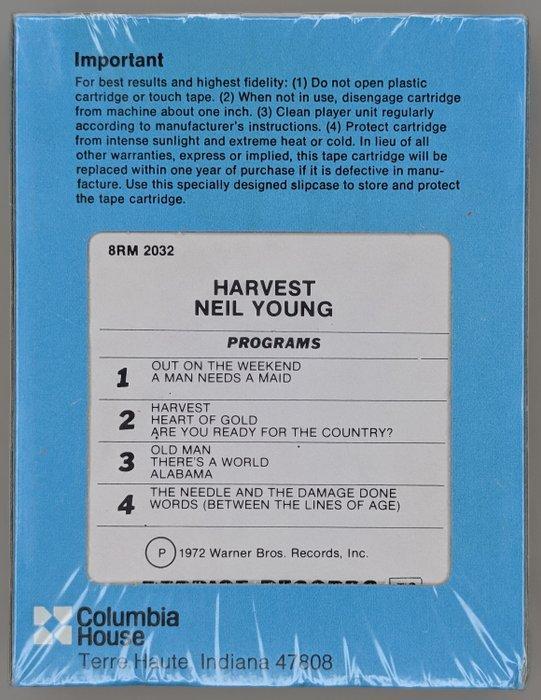 Important
For best results and highest fidelity: (1) Do not open plastic
cartridge or touch tape. (2) When not in use, disengage cartridge
from machine about one inch. (3) Clean player unit regularly
according to manufacturer's instructions. (4) Protect cartridge
from intense sunlight and extreme heat or cold. In lieu of all
other warranties, express or implied, this tape cartridge will be
replaced within one year of purchase if it is defective in manu-
facture. Use this specially designed slipcase to store and protect
the tape cartridge.
8RM 2032
HARVEST
NEIL YOUNG
PROGRAMS
1 OUT ON THE WEEKEND
A MAN NEEDS A MAID
2 HARVEST
HEART OF GOLD
ARE YOU READY FOR THE COUNTRY?
3 OLD MAN
THERE'S A WORLD
ALABAMA
4 THE NEEDLE AND THE DAMAGE DONE
WORDS (BETWEEN THE LINES OF AGE)
P 1972 Warner Bros. Records, Inc.
Columbia
House
Terre Haute, Indiana 47808